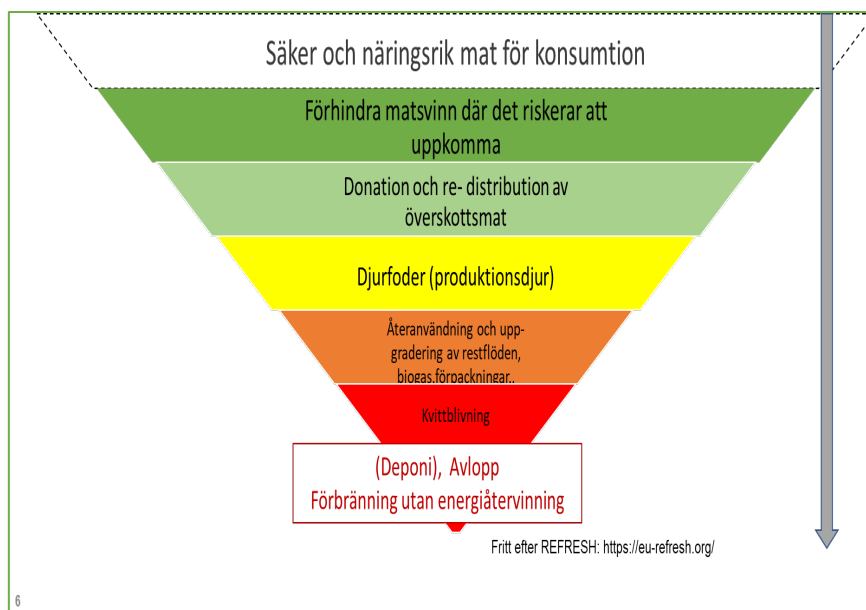 Säker och näringsrik mat för konsumtion
Förhindra matsvinn där det riskerar att
uppkomma
Donation och re- distribution av
överskottsmat
Djurfoder (produktionsdjur)
Återanvändning och upp-
gradering av restflöden,
biogas,förpackningar..
Kvittblivning
(Deponi), Avlopp
Förbränning utan energiåtervinning
Fritt efter REFRESH: https://eu-refresh.org/
6